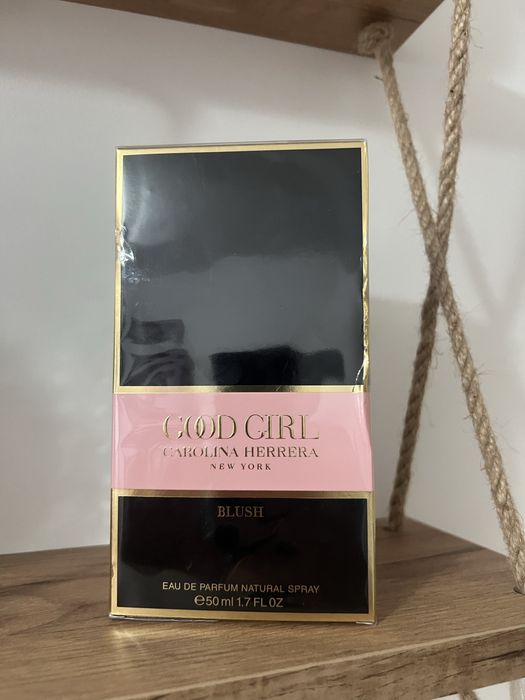 GOOD GIRL
CAROLINA HERRERA
NEW YORK
BLUSH
EAU DE PARFUM NATURAL SPRAY
℮50 ml 1.7 FL OZ